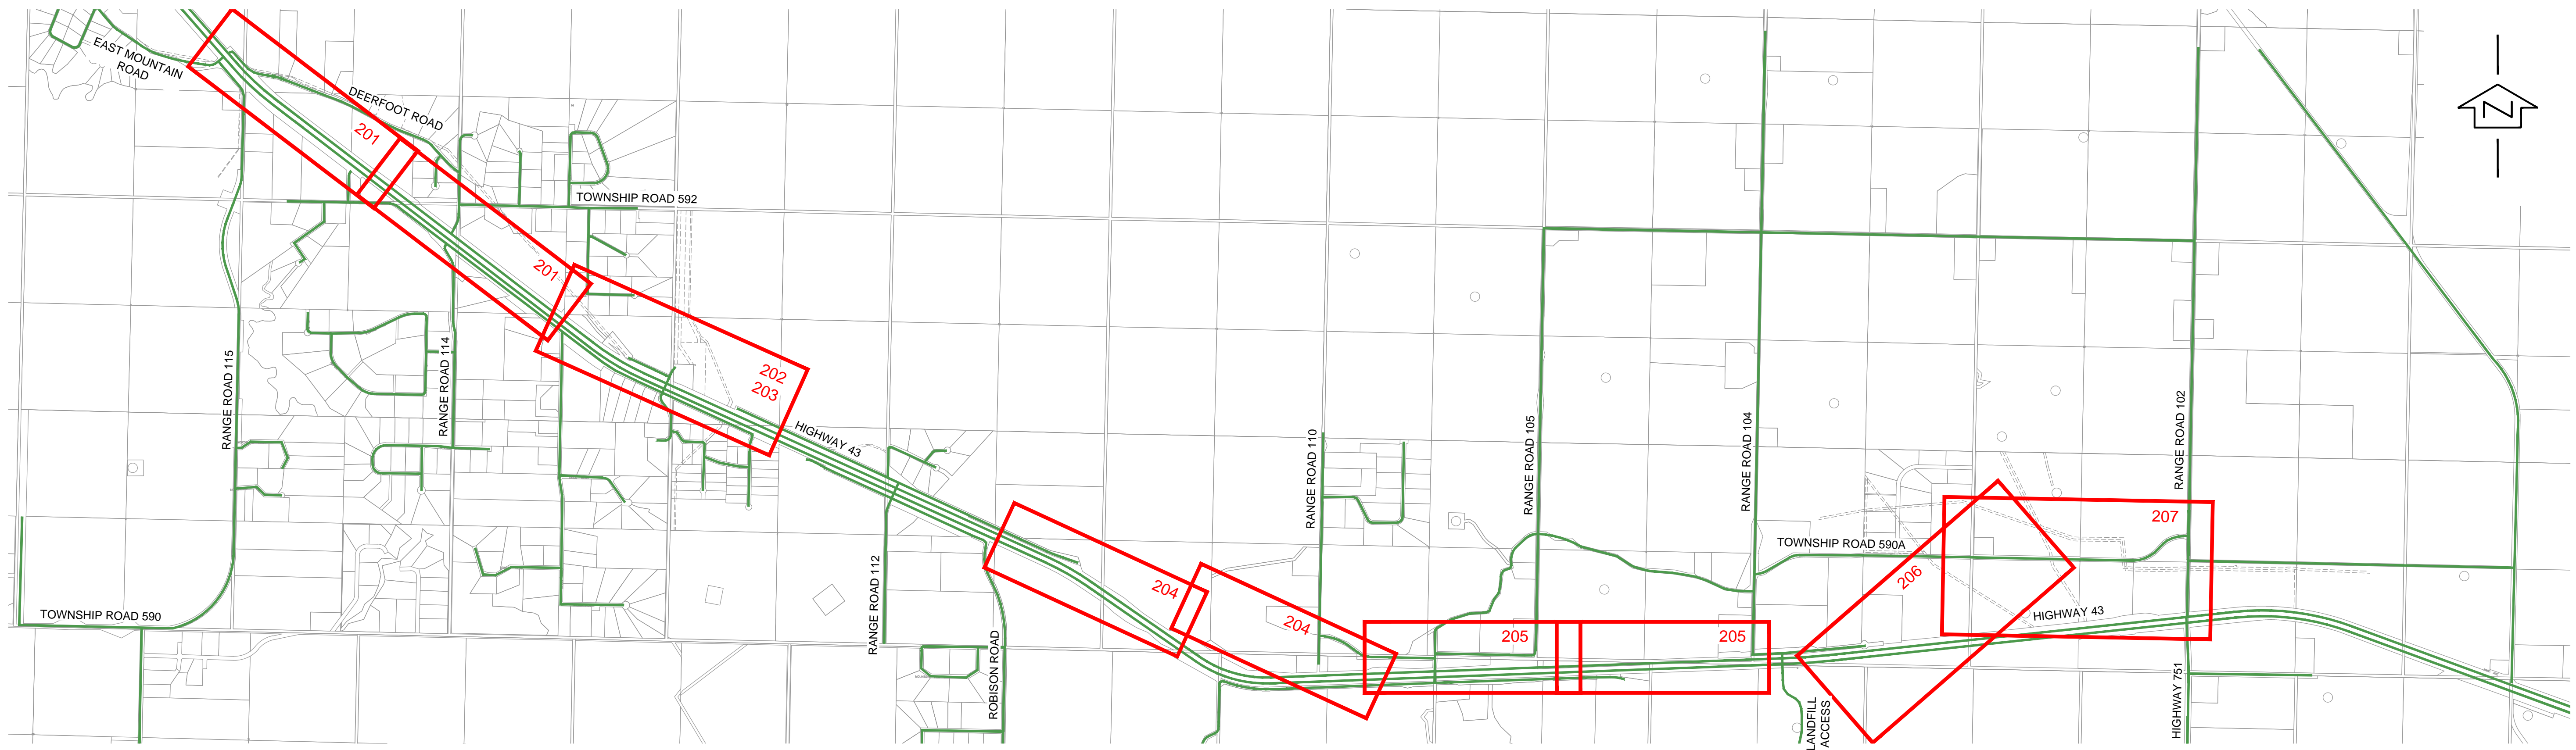 EAST MOUNTAIN
ROAD
DEERFOOT ROAD
201
N
TOWNSHIP ROAD 592
201
RANGE ROAD 115
RANGE ROAD 114
202
203
HIGHWAY 43
RANGE ROAD 110
RANGE ROAD 105
RANGE ROAD 104
RANGE ROAD 102
207
TOWNSHIP ROAD 590A
206
RANGE ROAD 112
204
204
HIGHWAY 43
TOWNSHIP ROAD 590
ROBISON ROAD
205
205
LANDFILL
ACCESS
HIGHWAY 751